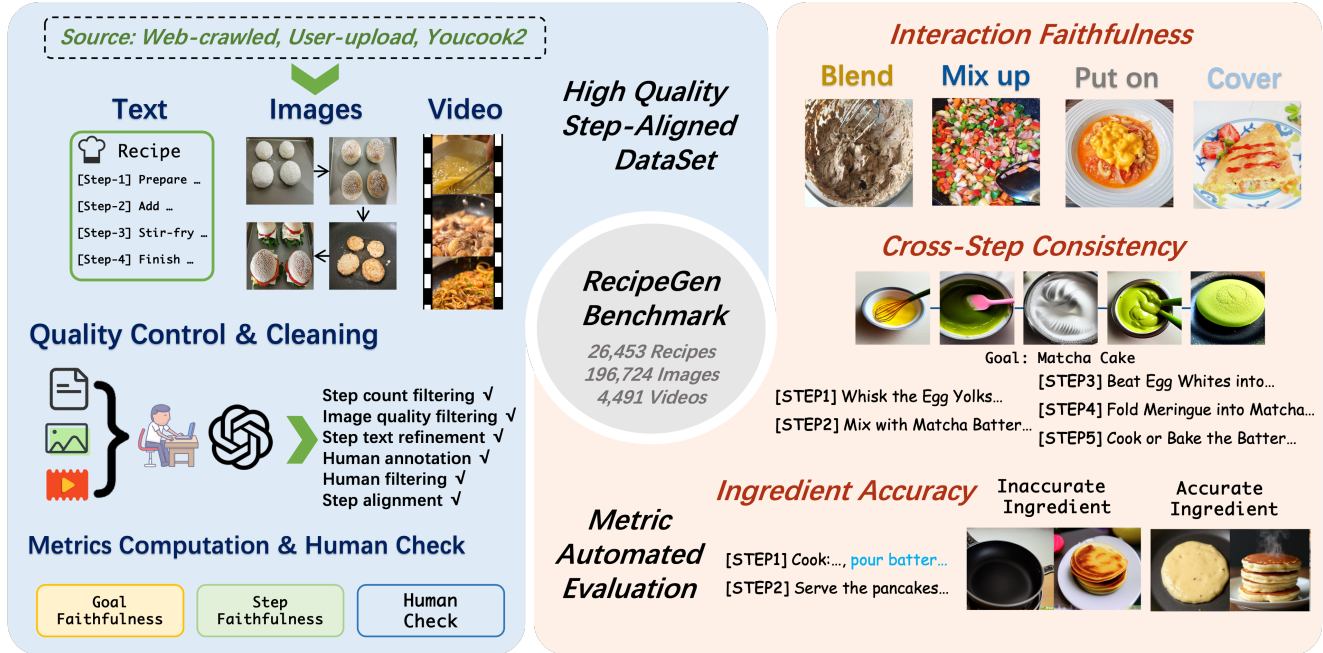 Source: Web-crawled, User-upload, Youcook2
Text
Images
Video
Recipe
[Step-1] Prepare …
[Step-2] Add …
[Step-3] Stir-fry …
[Step-4] Finish …
High Quality
Step-Aligned
DataSet
Quality Control & Cleaning
Step count filtering √
Image quality filtering √
Step text refinement √
Human annotation √
Human filtering √
Step alignment √
Metrics Computation & Human Check
Goal
Faithfulness
Step
Faithfulness
Human
Check
RecipeGen
Benchmark
26,453 Recipes
196,724 Images
4,491 Videos
Interaction Faithfulness
Blend
Mix up
Put on
Cover
Cross-Step Consistency
Goal: Matcha Cake
[STEP1] Whisk the Egg Yolks…
[STEP2] Mix with Matcha Batter…
[STEP3] Beat Egg Whites into…
[STEP4] Fold Meringue into Matcha…
[STEP5] Cook or Bake the Batter…
Metric
Automated
Evaluation
Ingredient Accuracy
[STEP1] Cook:…, pour batter…
[STEP2] Serve the pancakes…
Inaccurate
Ingredient
Accurate
Ingredient